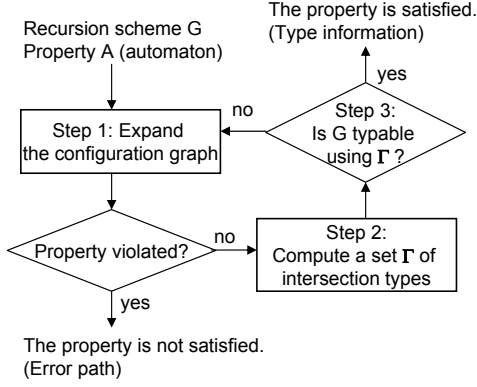 Recursion scheme G
Property A (automaton)
The property is satisfied.
(Type information)
yes
no
Step 1: Expand
the configuration graph
Step 3:
Is G typable
using Γ ?
Property violated?
no
Step 2:
Compute a set Γ of
intersection types
yes
The property is not satisfied.
(Error path)